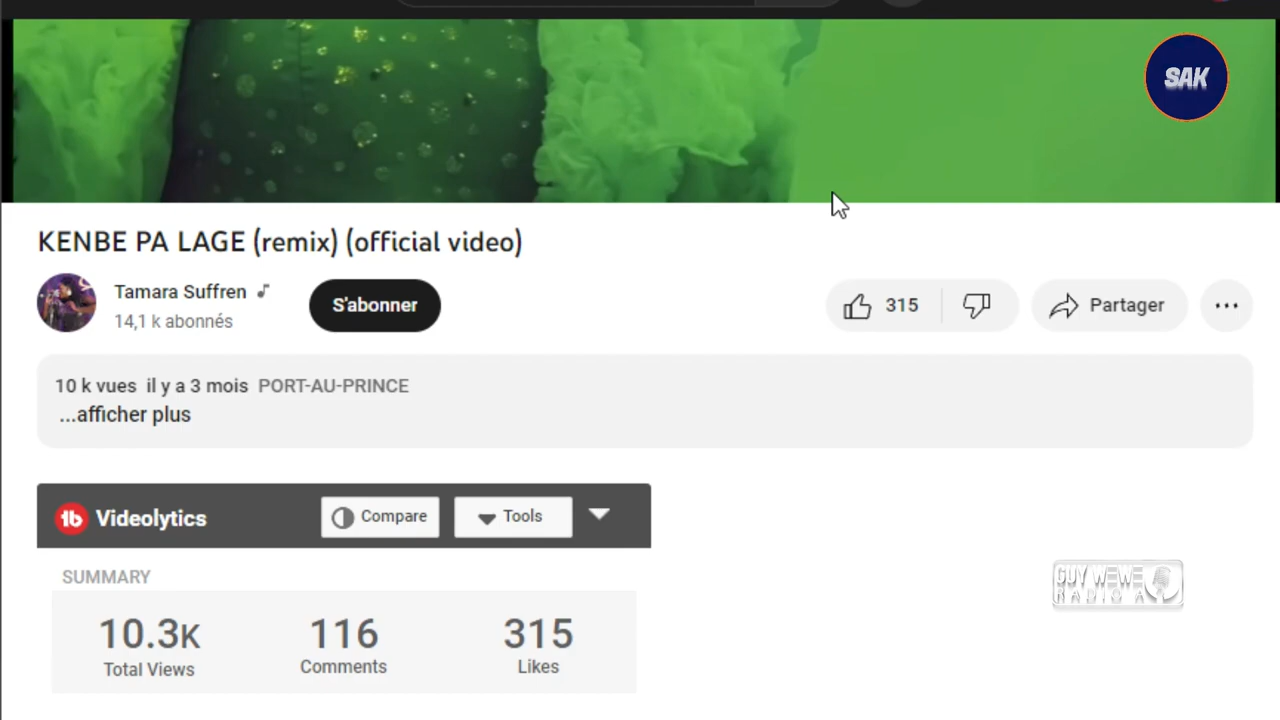 SAK
KENBE PA LAGE (remix) (official video)
Tamara Suffren
14,1 k abonnés
S'abonner
315
Partager
10 k vues il y a 3 mois PORT-AU-PRINCE
...afficher plus
Videolytics
Compare
Tools
SUMMARY
10.3K 116 315
Total Views Comments Likes
GUY WEWE
RADIO A